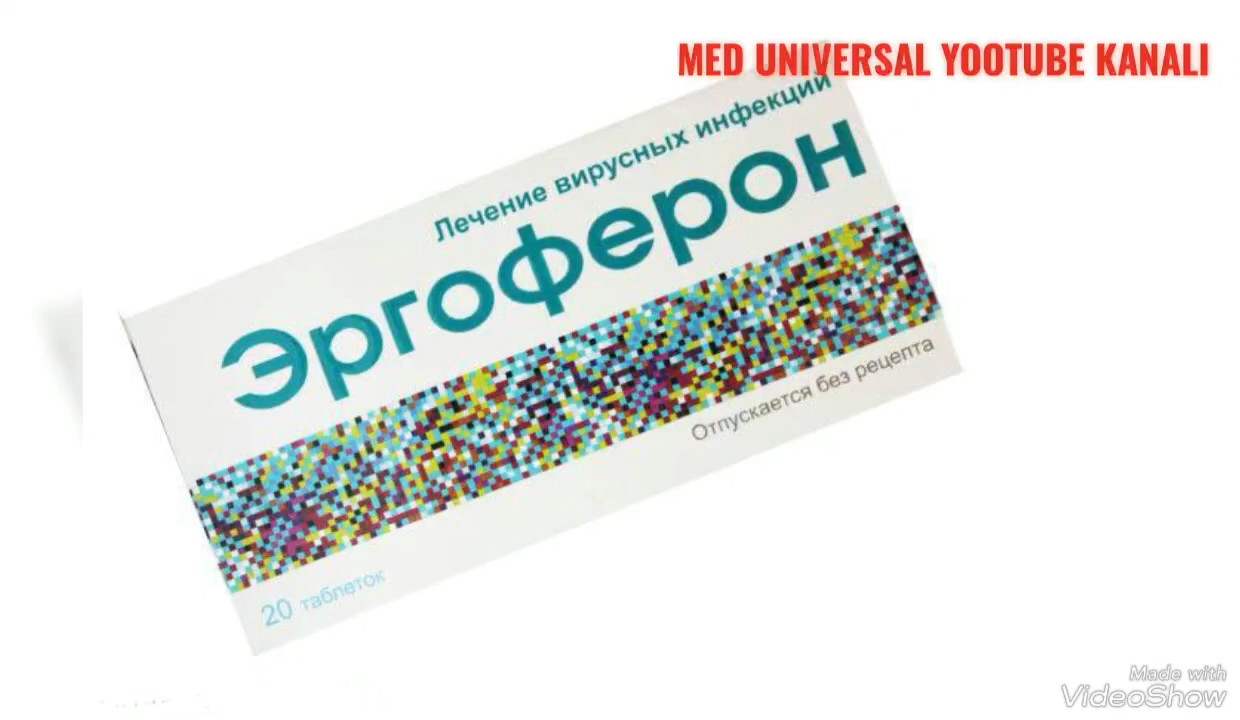 MED UNIVERSAL YOOTUBE KANALI
Лечение вирусных инфекций
Эргоферон
Отпускается без рецепта
20 таблеток
Made with
VideoShow